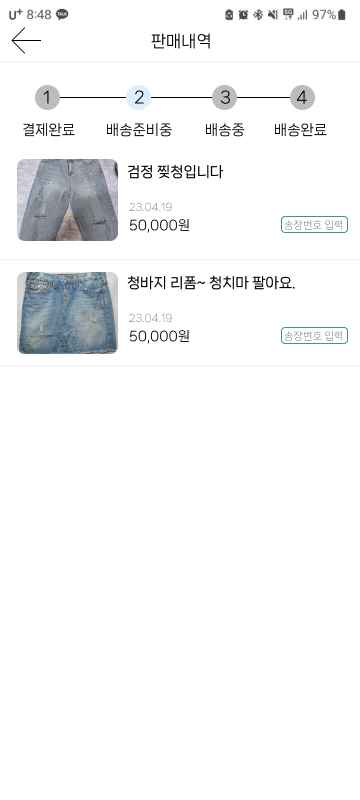 U+ 8:48 TALK 5G 97%
판매내역
1 2 3 4
결제완료 배송준비중 배송중 배송완료
검정 찢청입니다
23.04.19
50,000원 송장번호 입력
청바지 리폼~ 청치마 팔아요.
23.04.19
50,000원 송장번호 입력